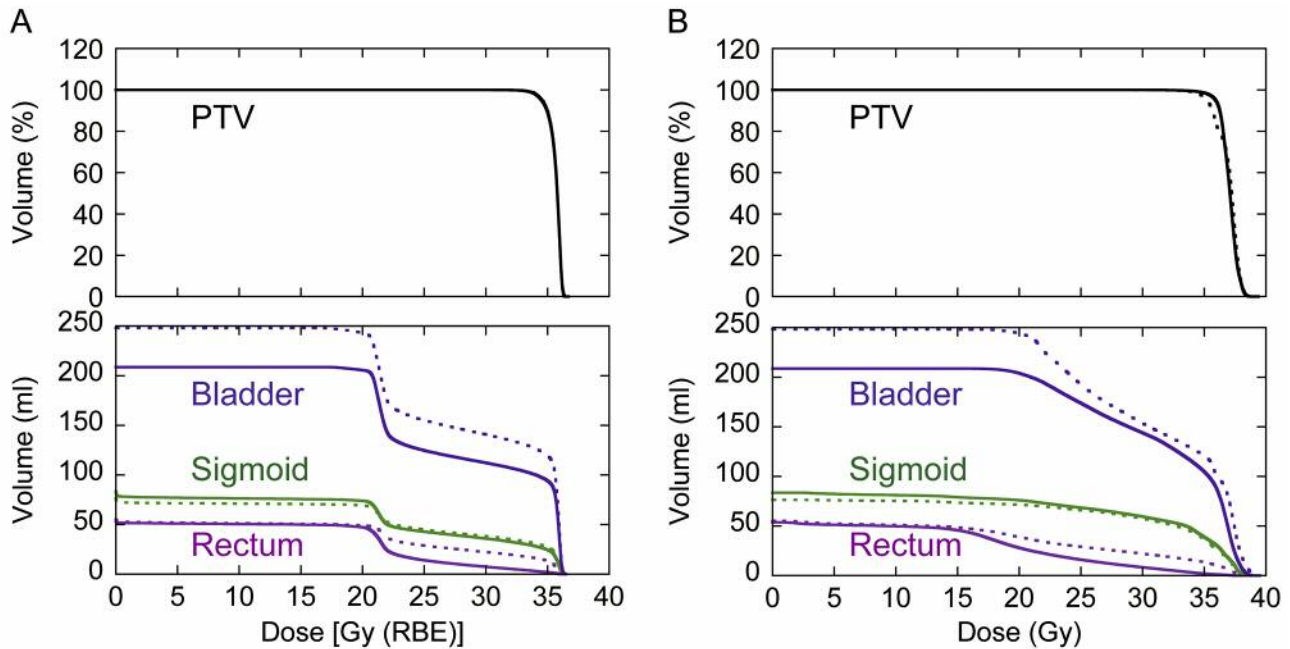 A
B
120
100
80
60
40
20
0
Volume (%)
PTV
120
100
80
60
40
20
0
Volume (%)
PTV
250
200
150
100
50
0
Volume (ml)
Bladder
Sigmoid
Rectum
0 5 10 15 20 25 30 35 40
Dose [Gy (RBE)]
250
200
150
100
50
0
Volume (ml)
Bladder
Sigmoid
Rectum
0 5 10 15 20 25 30 35 40
Dose (Gy)